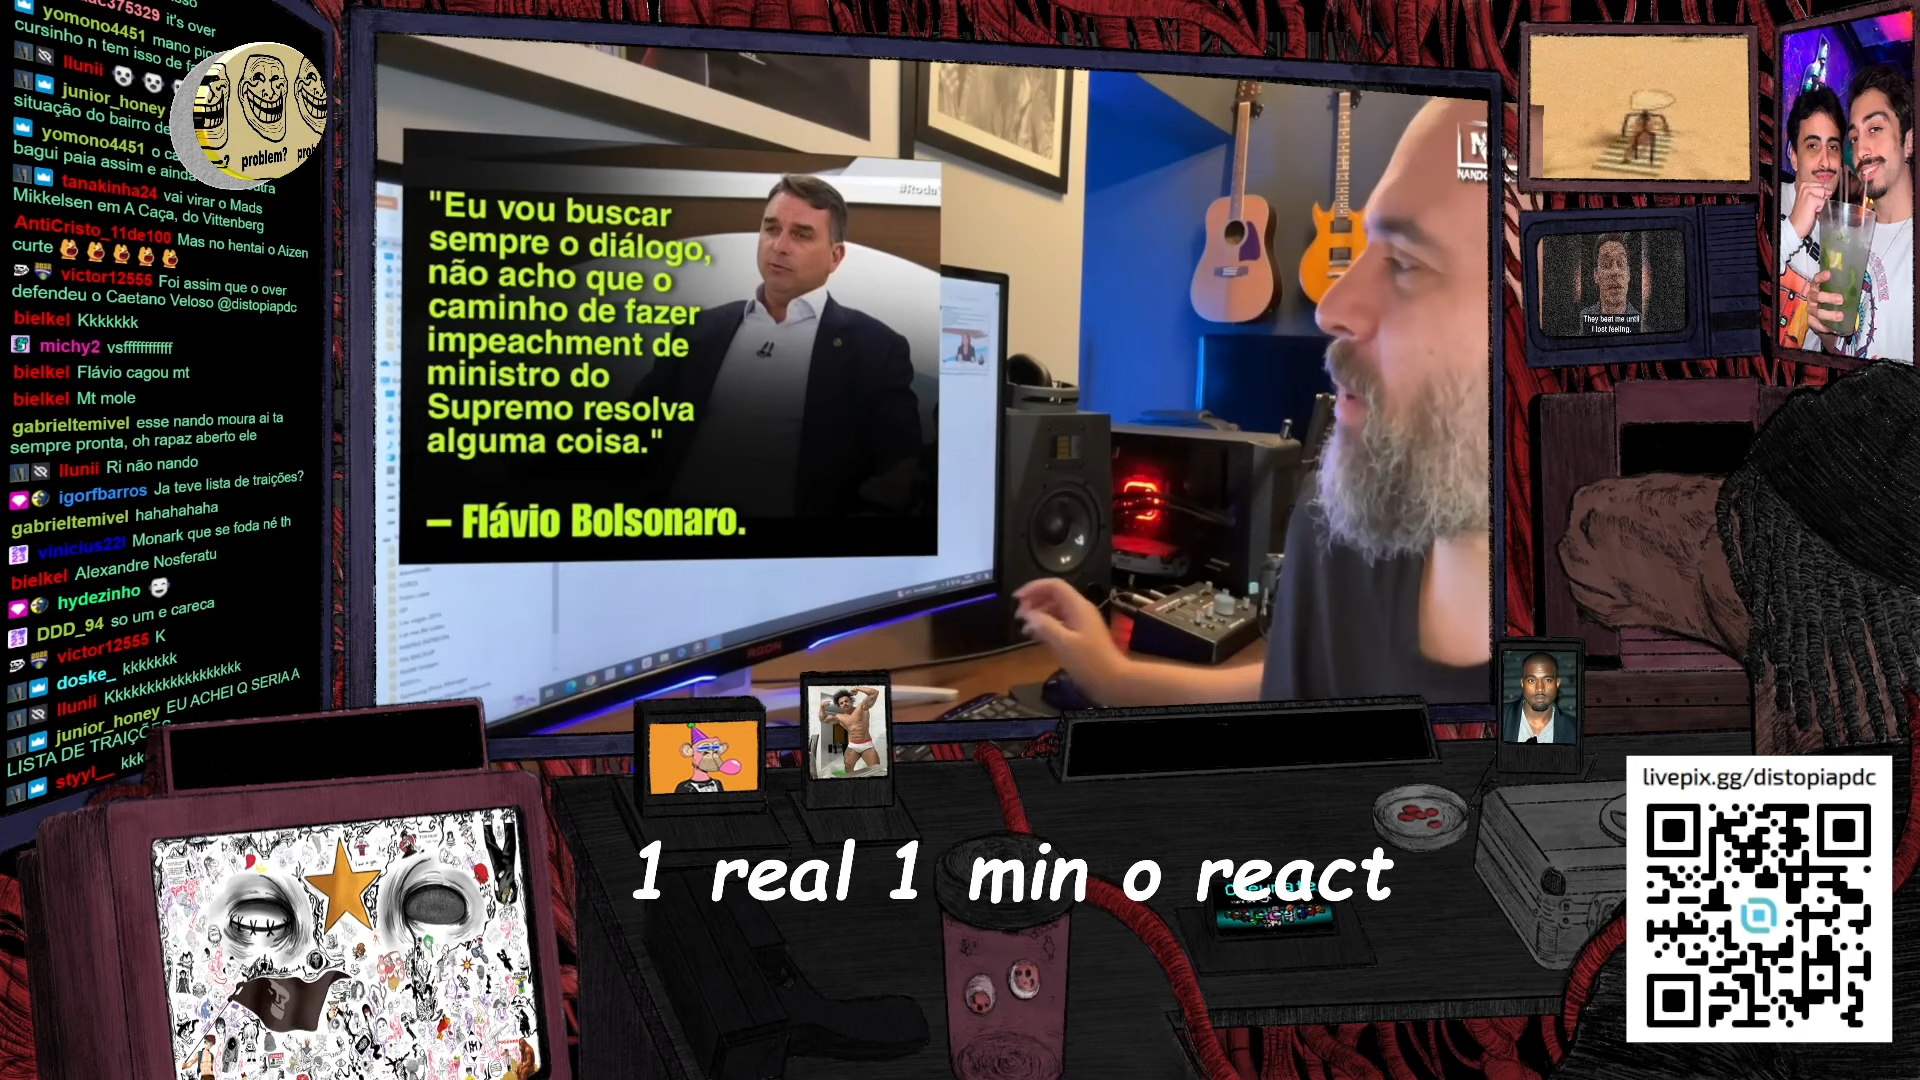 it's over
yomono4451 mano
cursinho n tem isso de
llunii
junior_honey
situação do bairro de
yomono4451 o
bagui paia assim e ainda
tanakinha24 vai virar o Mads
Mikkelsen em A Caça, do Vittenberg
AntiCristo_11de100 Mas no hentai o Aizen
curte
victor12555 Foi assim que o over
defendeu o Caetano Veloso @distopiapdc
bielkel Kkkkkkk
michy2 vsffffffffffff
bielkel Flávio cagou mt
bielkel Mt mole
gabrieltemivel esse nando moura ai ta
sempre pronta, oh rapaz aberto ele
llunii Ri não nando
igorfbarros Ja teve lista de traições?
gabrieltemivel hahahahaha
vinicius22l Monark que se foda né th
bielkel Alexandre Nosferatu
hydezinho
DDD_94 so um e careca
victor12555 K
doske_ kkkkkkk
llunii Kkkkkkkkkkkkkkkkk
junior_honey EU ACHEI Q SERIA A
LISTA DE
styyl__ kkk
problem?
"Eu vou buscar
sempre o diálogo,
não acho que o
caminho de fazer
impeachment de
ministro do
Supremo resolva
alguma coisa."
– Flávio Bolsonaro.
#Roda
AGON
They beat me until
I lost feeling.
1 real 1 min o react
livepix.gg/distopiapdc